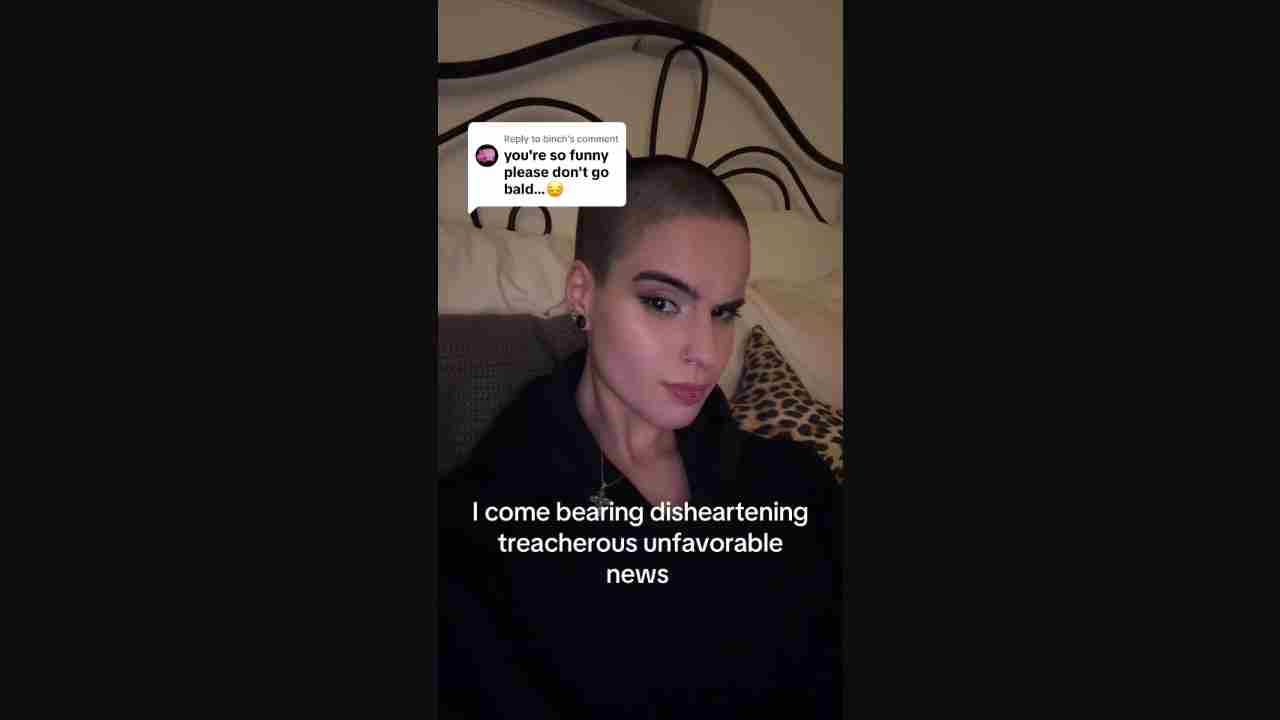 Reply to binch's comment
you're so funny
please don't go
bald...😔
I come bearing disheartening
treacherous unfavorable
news